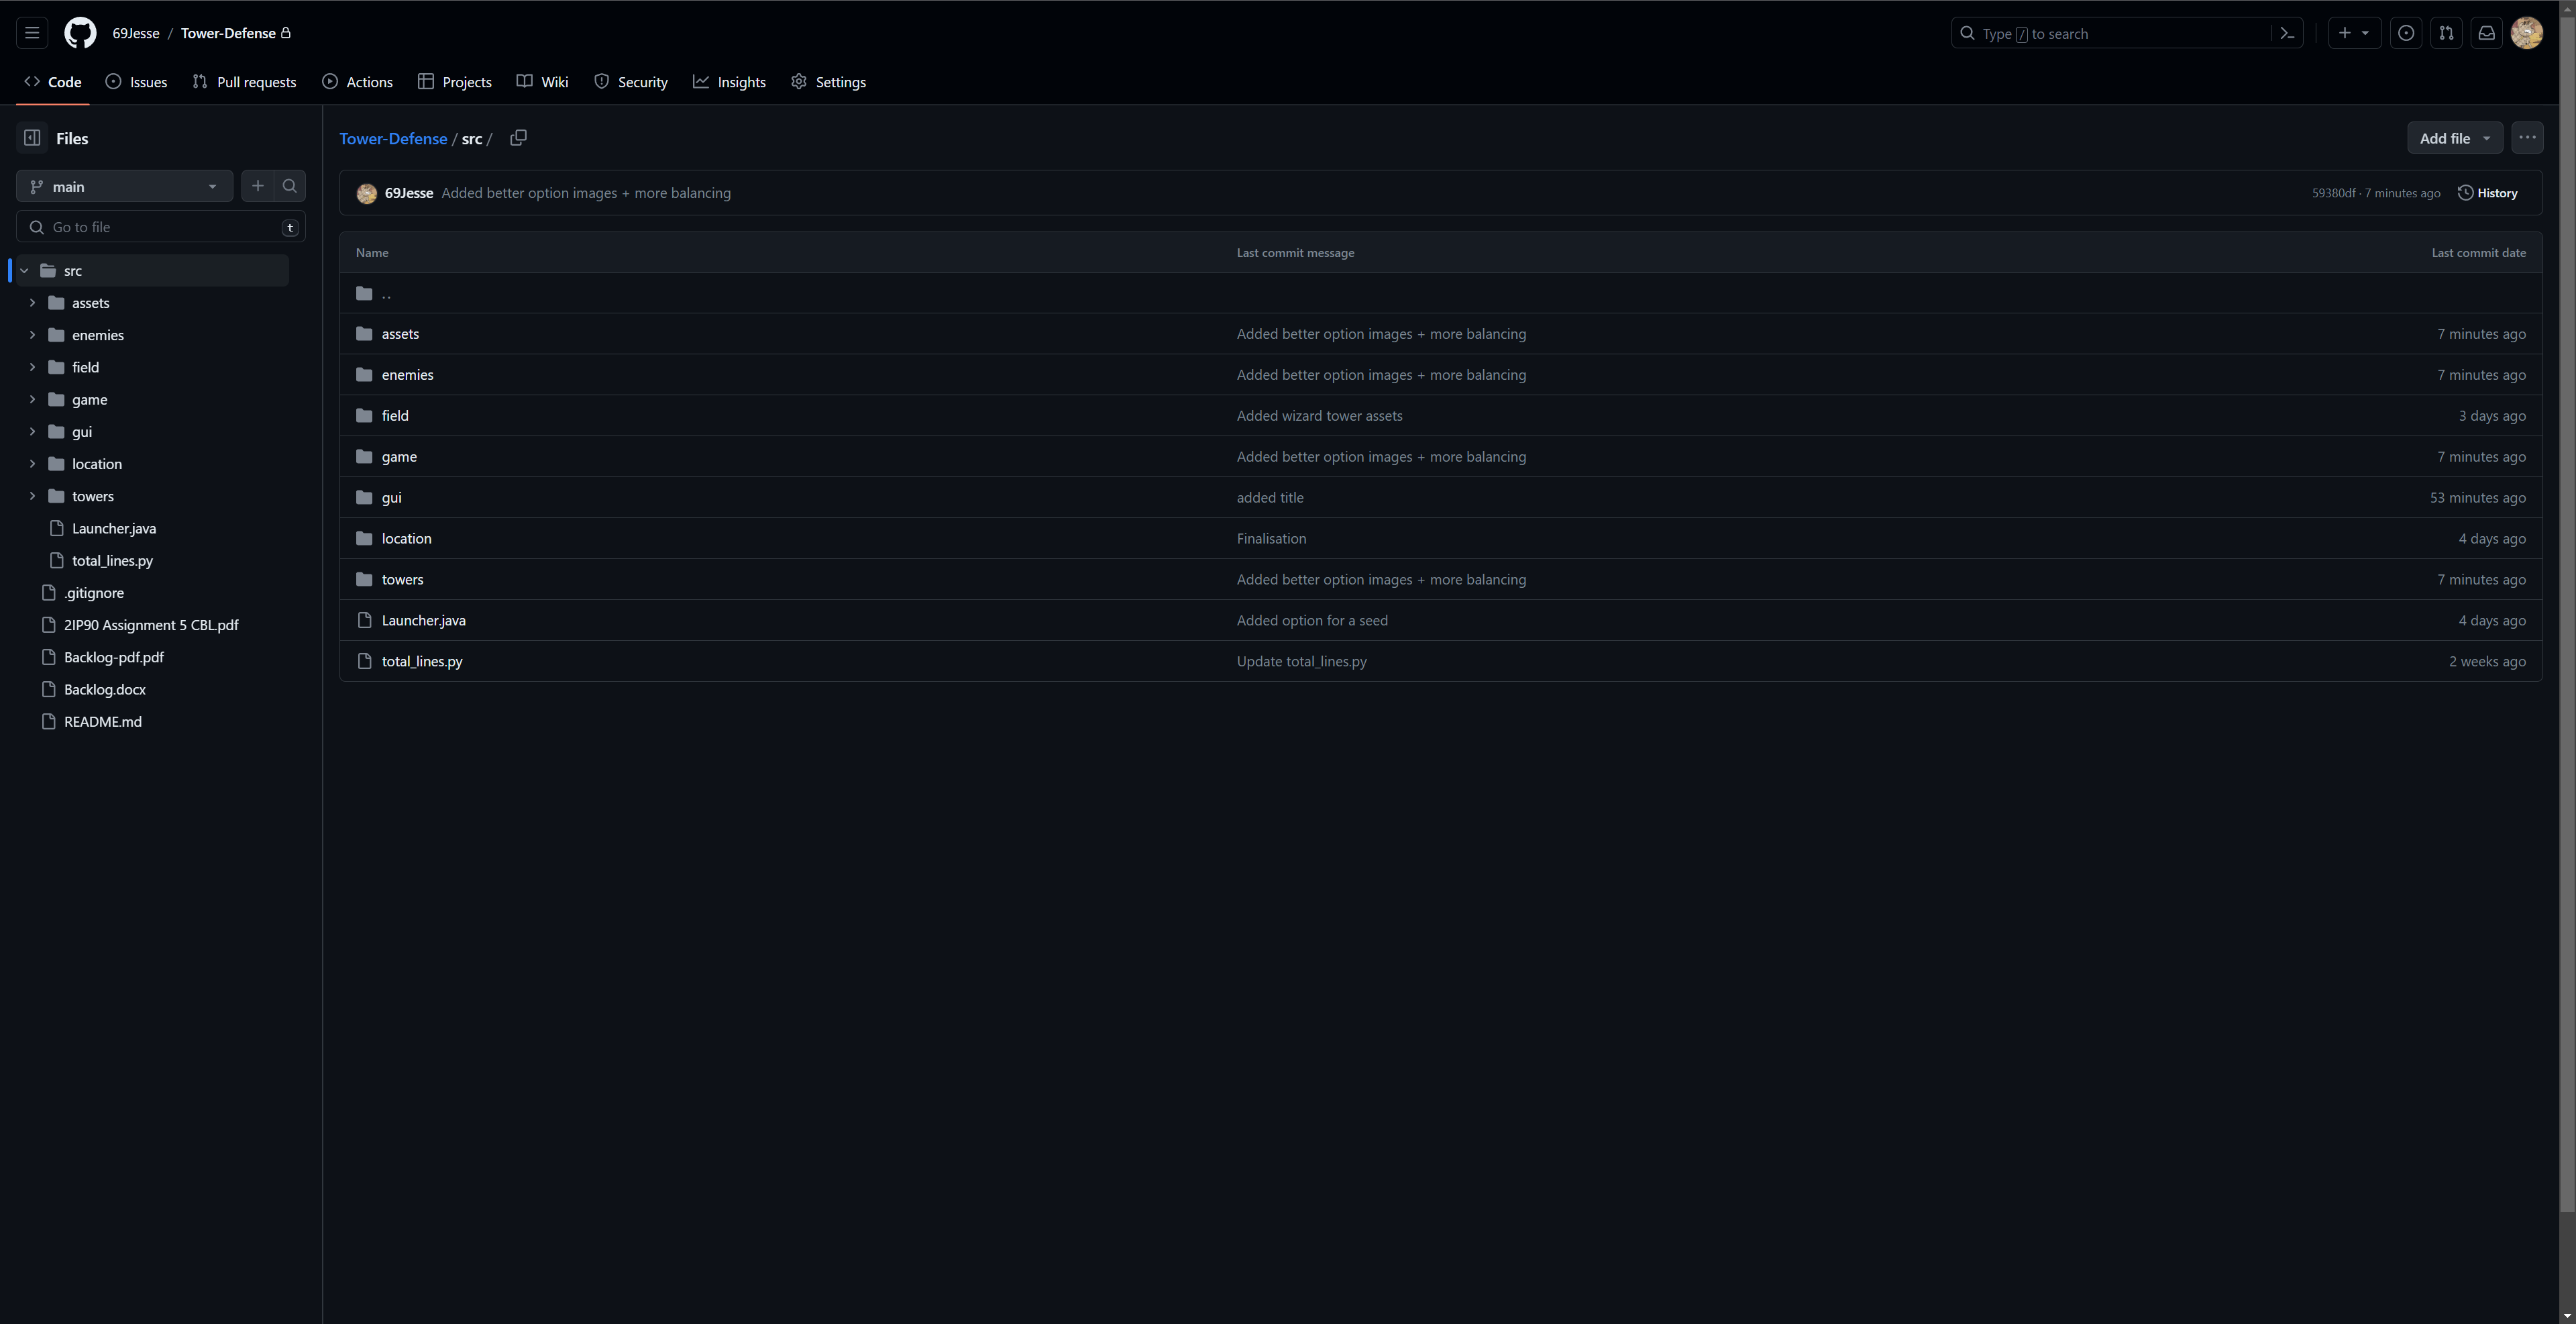 69Jesse / Tower-Defense
Type / to search
Code Issues Pull requests Actions Projects Wiki Security Insights Settings
Files
main
Go to file t
src
assets
enemies
field
game
gui
location
towers
Launcher.java
total_lines.py
.gitignore
2IP90 Assignment 5 CBL.pdf
Backlog-pdf.pdf
Backlog.docx
README.md
Tower-Defense / src /
Add file
69Jesse Added better option images + more balancing 59380df · 7 minutes ago History
Name Last commit message Last commit date
..
assets Added better option images + more balancing 7 minutes ago
enemies Added better option images + more balancing 7 minutes ago
field Added wizard tower assets 3 days ago
game Added better option images + more balancing 7 minutes ago
gui added title 53 minutes ago
location Finalisation 4 days ago
towers Added better option images + more balancing 7 minutes ago
Launcher.java Added option for a seed 4 days ago
total_lines.py Update total_lines.py 2 weeks ago